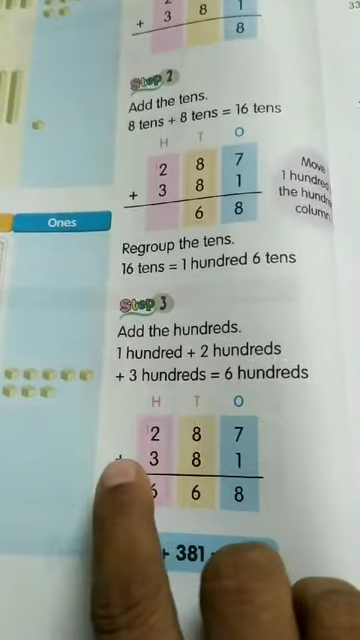 + 3 8 1
8
Step 2
Add the tens.
8 tens + 8 tens = 16 tens
H T O
2 8 7
+ 3 8 1
6 8
Move
1 hundred
the hundre
column
Ones
Regroup the tens.
16 tens = 1 hundred 6 tens
Step 3
Add the hundreds.
1 hundred + 2 hundreds
+ 3 hundreds = 6 hundreds
H T O
2 8 7
+ 3 8 1
6 6 8
+ 381